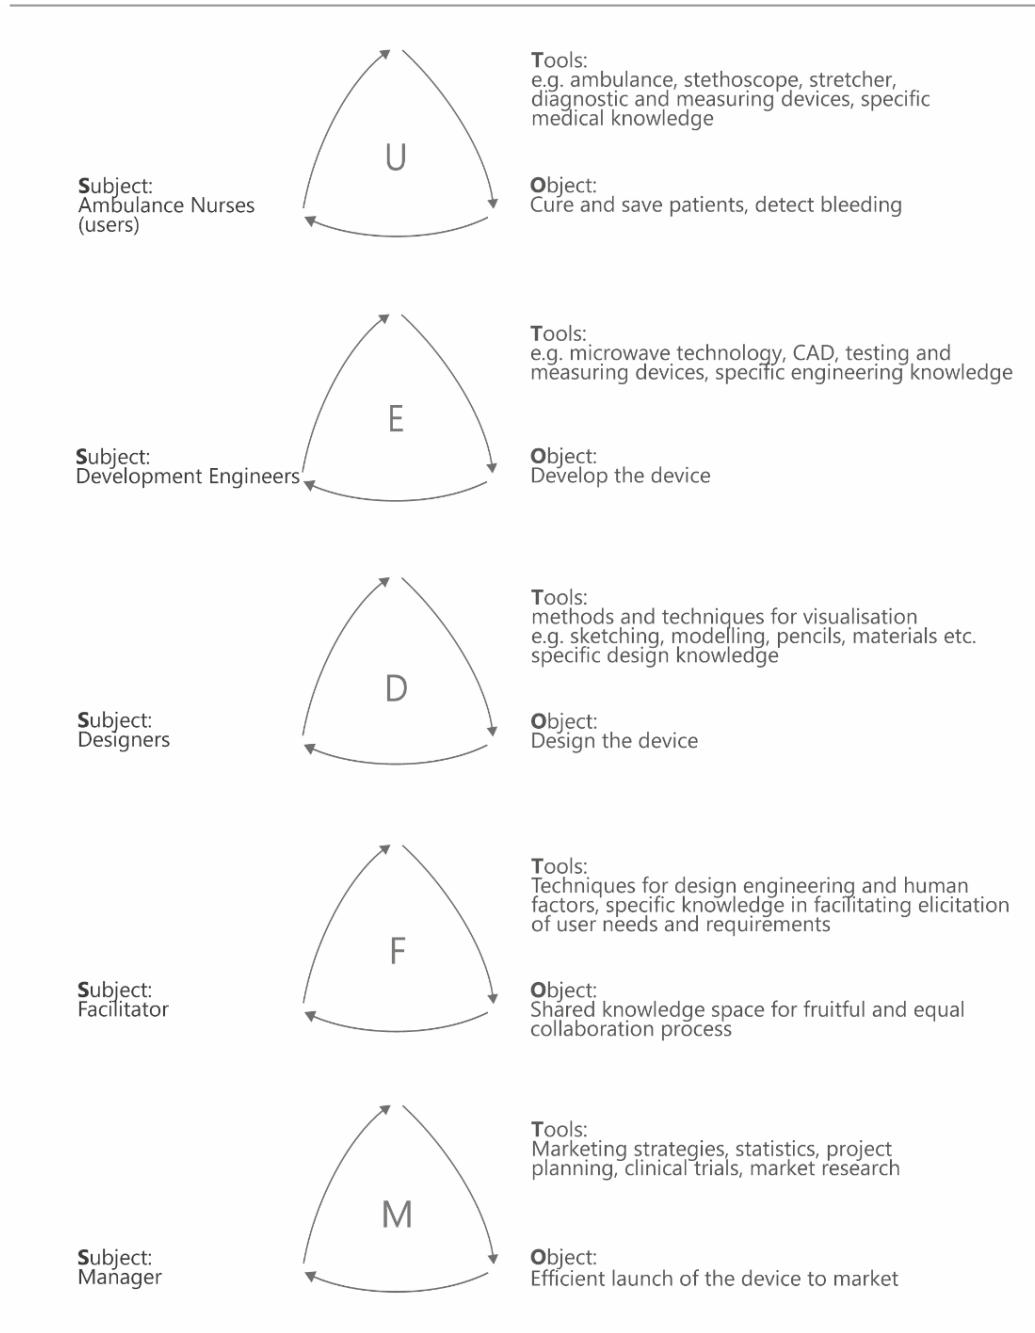 Tools:
e.g. ambulance, stethoscope, stretcher,
diagnostic and measuring devices, specific
medical knowledge
U
Subject:
Ambulance Nurses
(users)
Object:
Cure and save patients, detect bleeding
Tools:
e.g. microwave technology, CAD, testing and
measuring devices, specific engineering knowledge
E
Subject:
Development Engineers
Object:
Develop the device
Tools:
methods and techniques for visualisation
e.g. sketching, modelling, pencils, materials etc.
specific design knowledge
D
Subject:
Designers
Object:
Design the device
Tools:
Techniques for design engineering and human
factors, specific knowledge in facilitating elicitation
of user needs and requirements
F
Subject:
Facilitator
Object:
Shared knowledge space for fruitful and equal
collaboration process
Tools:
Marketing strategies, statistics, project
planning, clinical trials, market research
M
Subject:
Manager
Object:
Efficient launch of the device to market